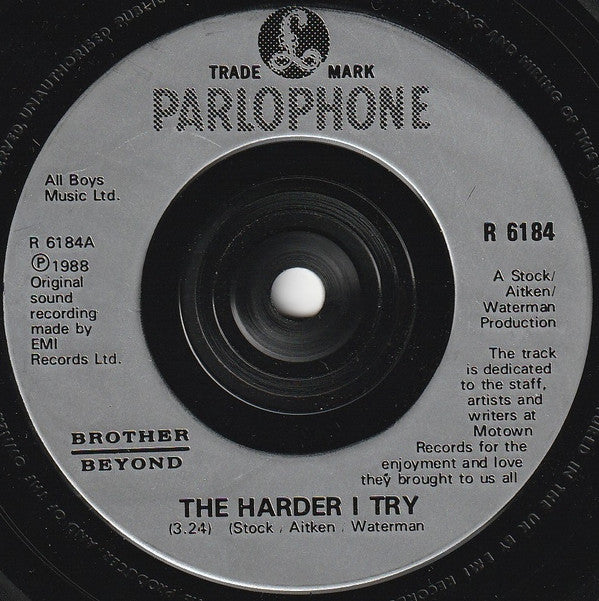 TRADE MARK
PARLOPHONE
All Boys
Music Ltd.
R 6184A
Ⓟ1988
Original
sound
recording
made by
EMI
Records Ltd.
R 6184
A Stock/
Aitken/
Waterman
Production
The track
is dedicated
to the staff,
artists and
writers at
Motown
Records for the
enjoyment and love
they brought to us all
BROTHER
BEYOND
THE HARDER I TRY
(3.24) (Stock , Aitken , Waterman